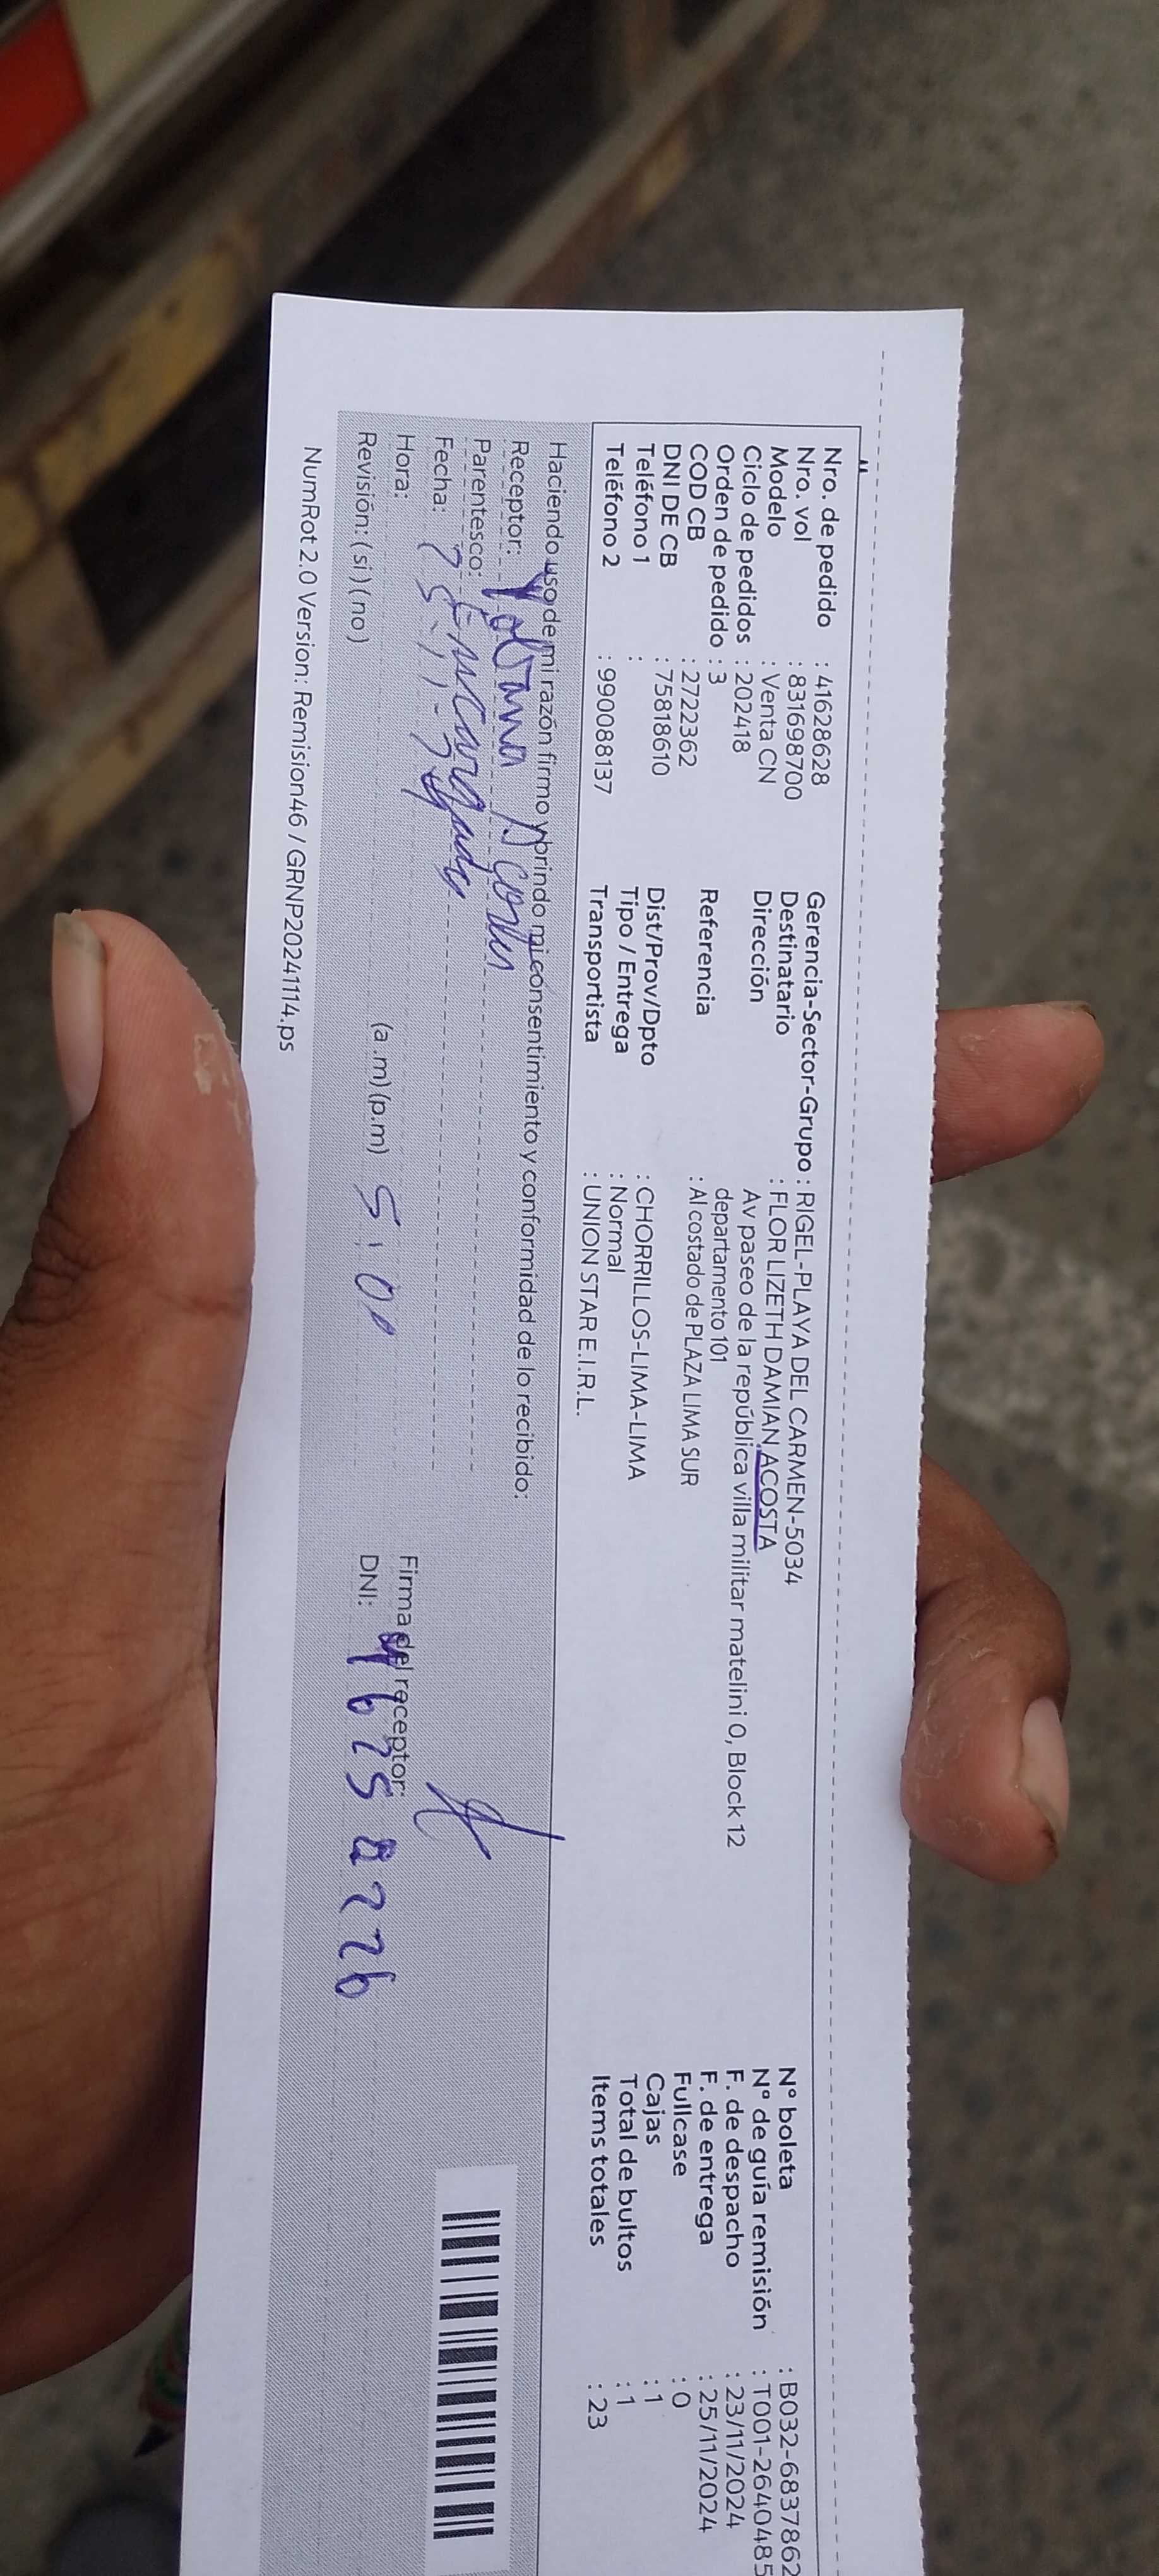 Nro. de pedido : 41628628
Nro. vol : 831698700
Modelo : Venta CN
Ciclo de pedidos : 202418
Orden de pedido : 3
COD CB : 2722362
DNI DE CB : 75818610
Teléfono 1 :
Teléfono 2 : 990088137
Gerencia-Sector-Grupo : RIGEL-PLAYA DEL CARMEN-5034
Destinatario : FLOR LIZETH DAMIAN ACOSTA
Dirección Av paseo de la república villa militar matelini 0, Block 12
departamento 101
Referencia : Al costado de PLAZA LIMA SUR
Dist/Prov/Dpto : CHORRILLOS-LIMA-LIMA
Tipo / Entrega : Normal
Transportista : UNION STAR E.I.R.L.
Nº boleta : B032-6837862
Nº de guía remisión : T001-2640485
F. de despacho : 23/11/2024
F. de entrega : 25/11/2024
Fullcase : 0
Cajas : 1
Total de bultos : 1
Items totales : 23
Haciendo uso de mi razón firmo y brindo mi consentimiento y conformidad de lo recibido:
Receptor:
Parentesco: Encargado
Fecha:
Hora: (a.m) (p.m)
Revisión: ( si ) ( no )
Firma del receptor:
DNI:
NumRot 2.0 Version: Remision46 / GRNP20241114.ps